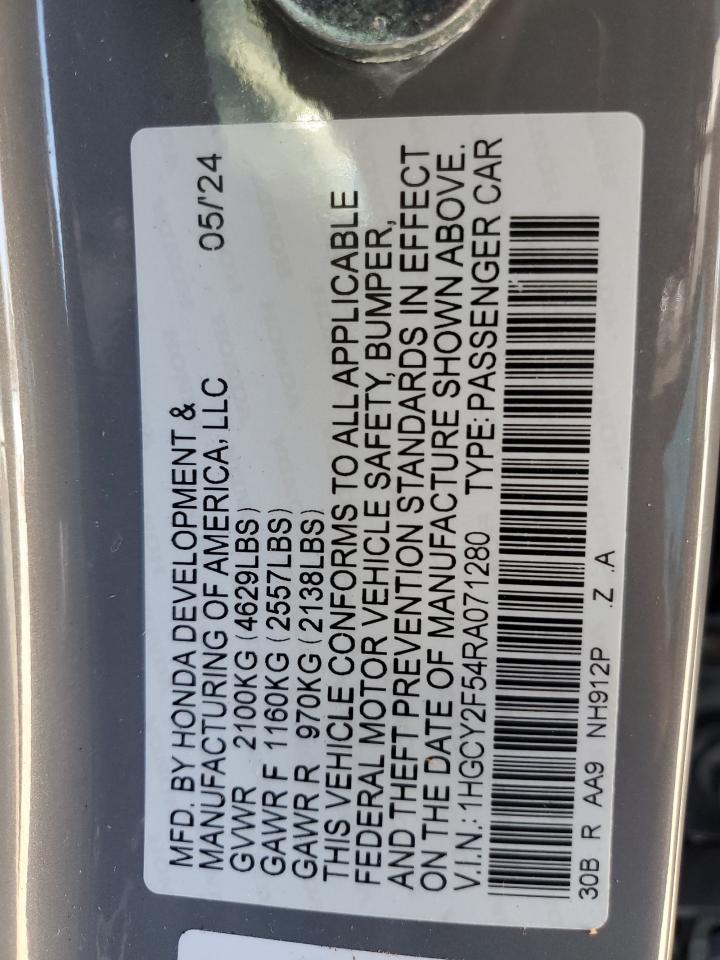 MFD. BY HONDA DEVELOPMENT & 05/'24
MANUFACTURING OF AMERICA, LLC
GVWR 2100KG (4629LBS)
GAWR F 1160KG (2557LBS)
GAWR R 970KG (2138LBS)
THIS VEHICLE CONFORMS TO ALL APPLICABLE
FEDERAL MOTOR VEHICLE SAFETY, BUMPER,
AND THEFT PREVENTION STANDARDS IN EFFECT
ON THE DATE OF MANUFACTURE SHOWN ABOVE.
V.I.N.: 1HGCY2F54RA071280 TYPE: PASSENGER CAR
30B R AA9 NH912P .Z .A